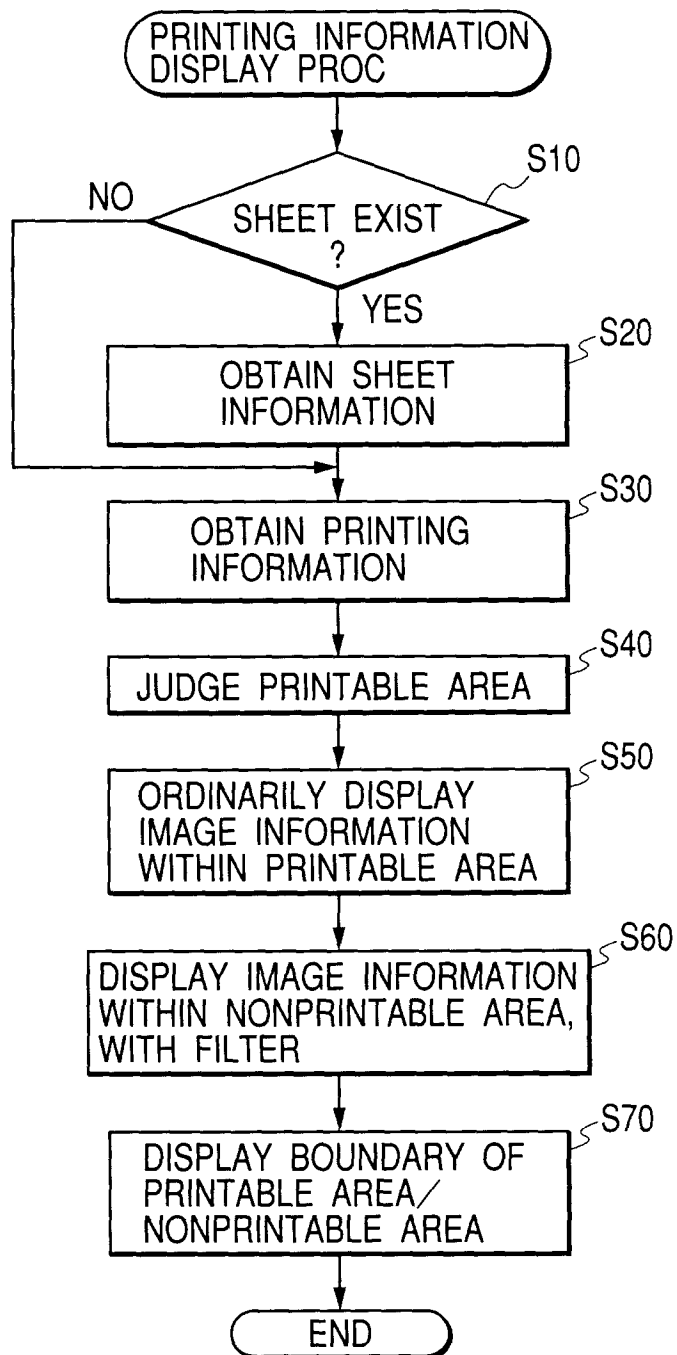 PRINTING INFORMATION
DISPLAY PROC
S10
NO
SHEET EXIST
?
YES
S20
OBTAIN SHEET
INFORMATION
S30
OBTAIN PRINTING
INFORMATION
S40
JUDGE PRINTABLE AREA
S50
ORDINARILY DISPLAY
IMAGE INFORMATION
WITHIN PRINTABLE AREA
S60
DISPLAY IMAGE INFORMATION
WITHIN NONPRINTABLE AREA,
WITH FILTER
S70
DISPLAY BOUNDARY OF
PRINTABLE AREA/
NONPRINTABLE AREA
END